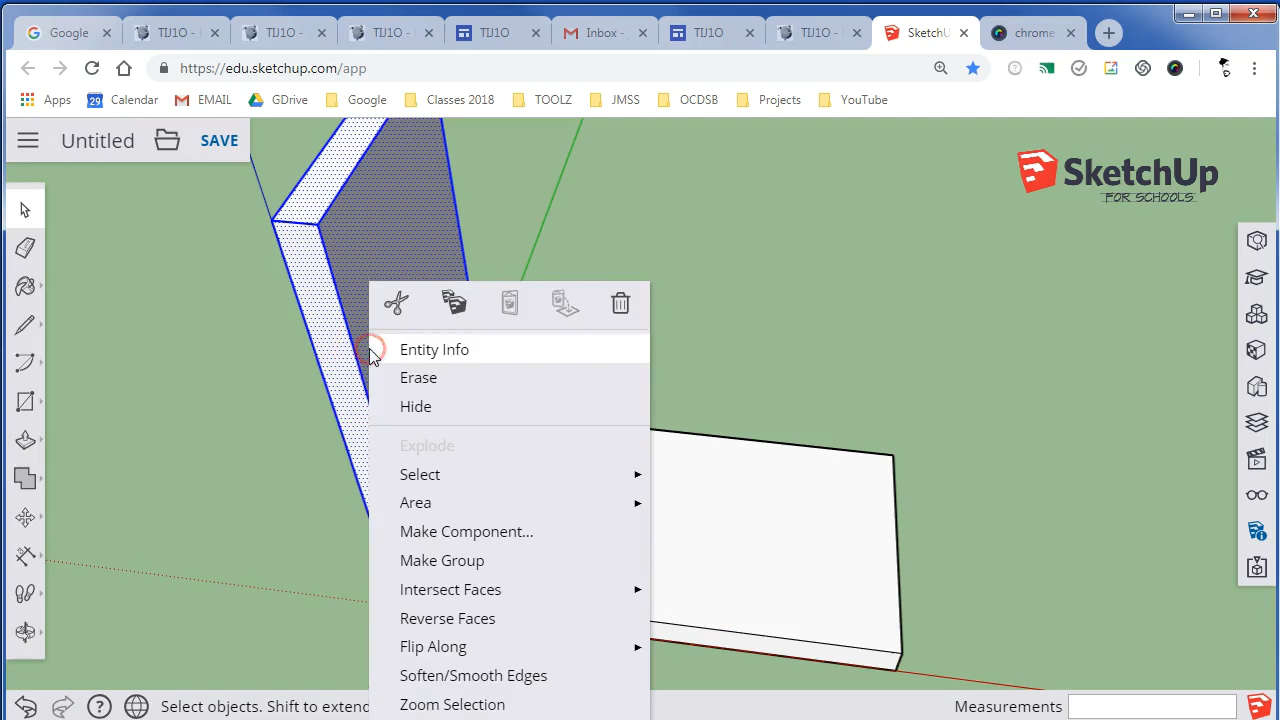 Google
TIJ1O -
TIJ1O -
TIJ1O -
TIJ1O
Inbox -
TIJ1O
TIJ1O -
SketchU
chrome
https://edu.sketchup.com/app
Apps
Calendar
EMAIL
GDrive
Google
Classes 2018
TOOLZ
JMSS
OCDSB
Projects
YouTube
Untitled
SAVE
SketchUp
FOR SCHOOLS
Entity Info
Erase
Hide
Explode
Select
Area
Make Component...
Make Group
Intersect Faces
Reverse Faces
Flip Along
Soften/Smooth Edges
Zoom Selection
Select objects. Shift to extend
Measurements